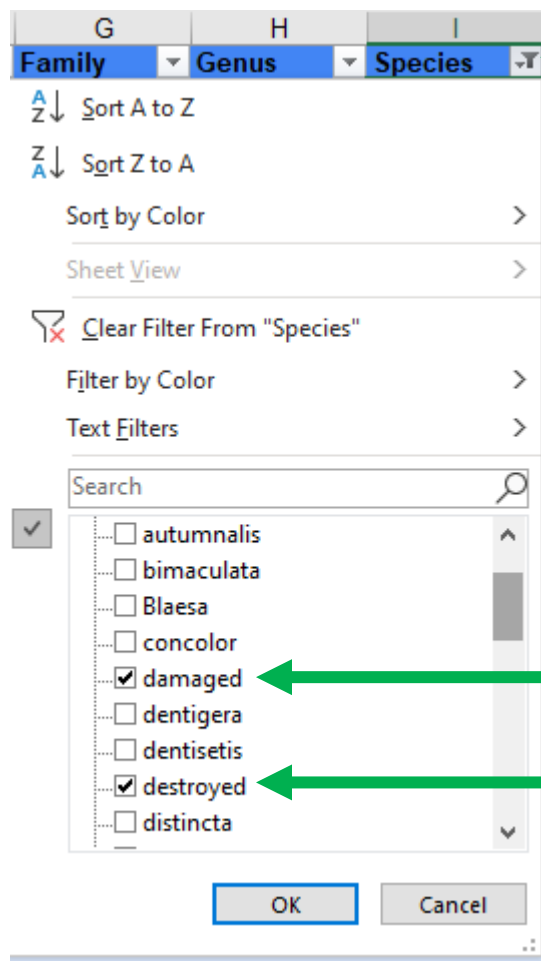 G H I
Family Genus Species
Sort A to Z
Sort Z to A
Sort by Color
Sheet View
Clear Filter From "Species"
Filter by Color
Text Filters
Search
autumnalis
bimaculata
Blaesa
concolor
damaged
dentigera
dentisetis
destroyed
distincta
OK Cancel